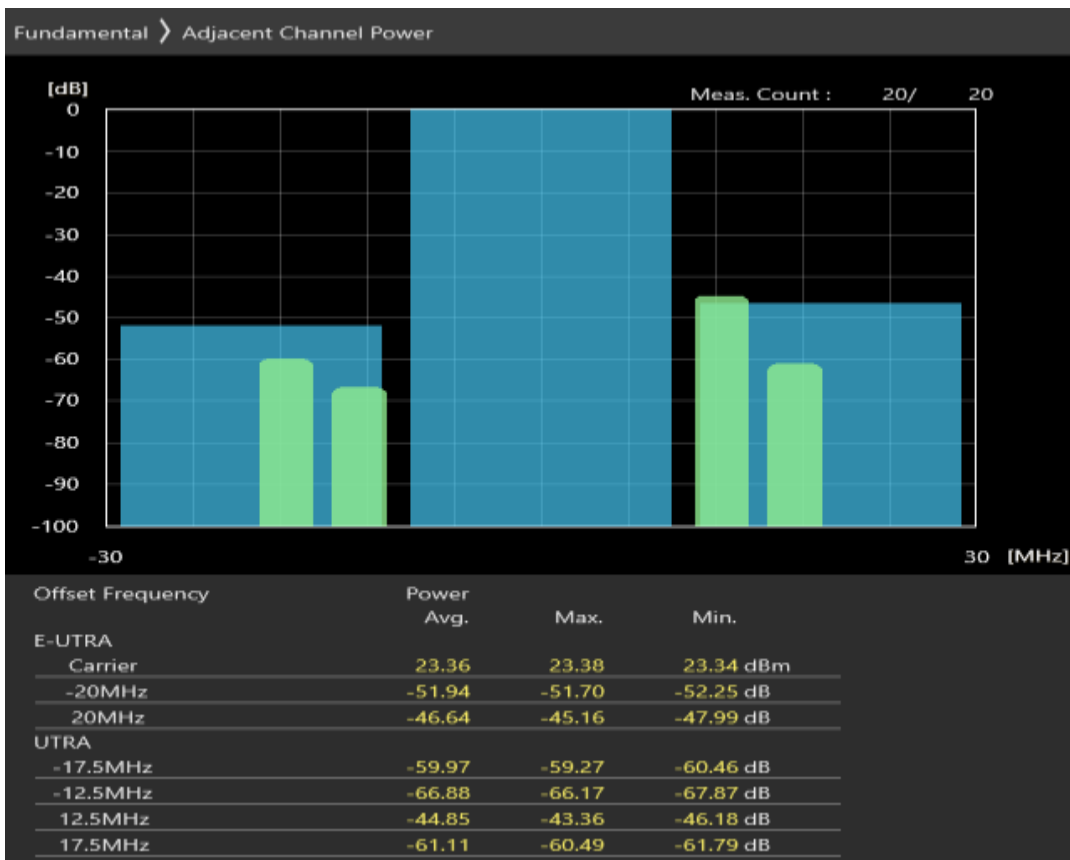 Fundamental 〉 Adjacent Channel Power
[dB]
Meas. Count : 20/ 20
0
-10
-20
-30
-40
-50
-60
-70
-80
-90
-100
-30 30 [MHz]
Offset Frequency Power
Avg. Max. Min.
E-UTRA
Carrier 23.36 23.38 23.34 dBm
-20MHz -51.94 -51.70 -52.25 dB
20MHz -46.64 -45.16 -47.99 dB
UTRA
-17.5MHz -59.97 -59.27 -60.46 dB
-12.5MHz -66.88 -66.17 -67.87 dB
12.5MHz -44.85 -43.36 -46.18 dB
17.5MHz -61.11 -60.49 -61.79 dB